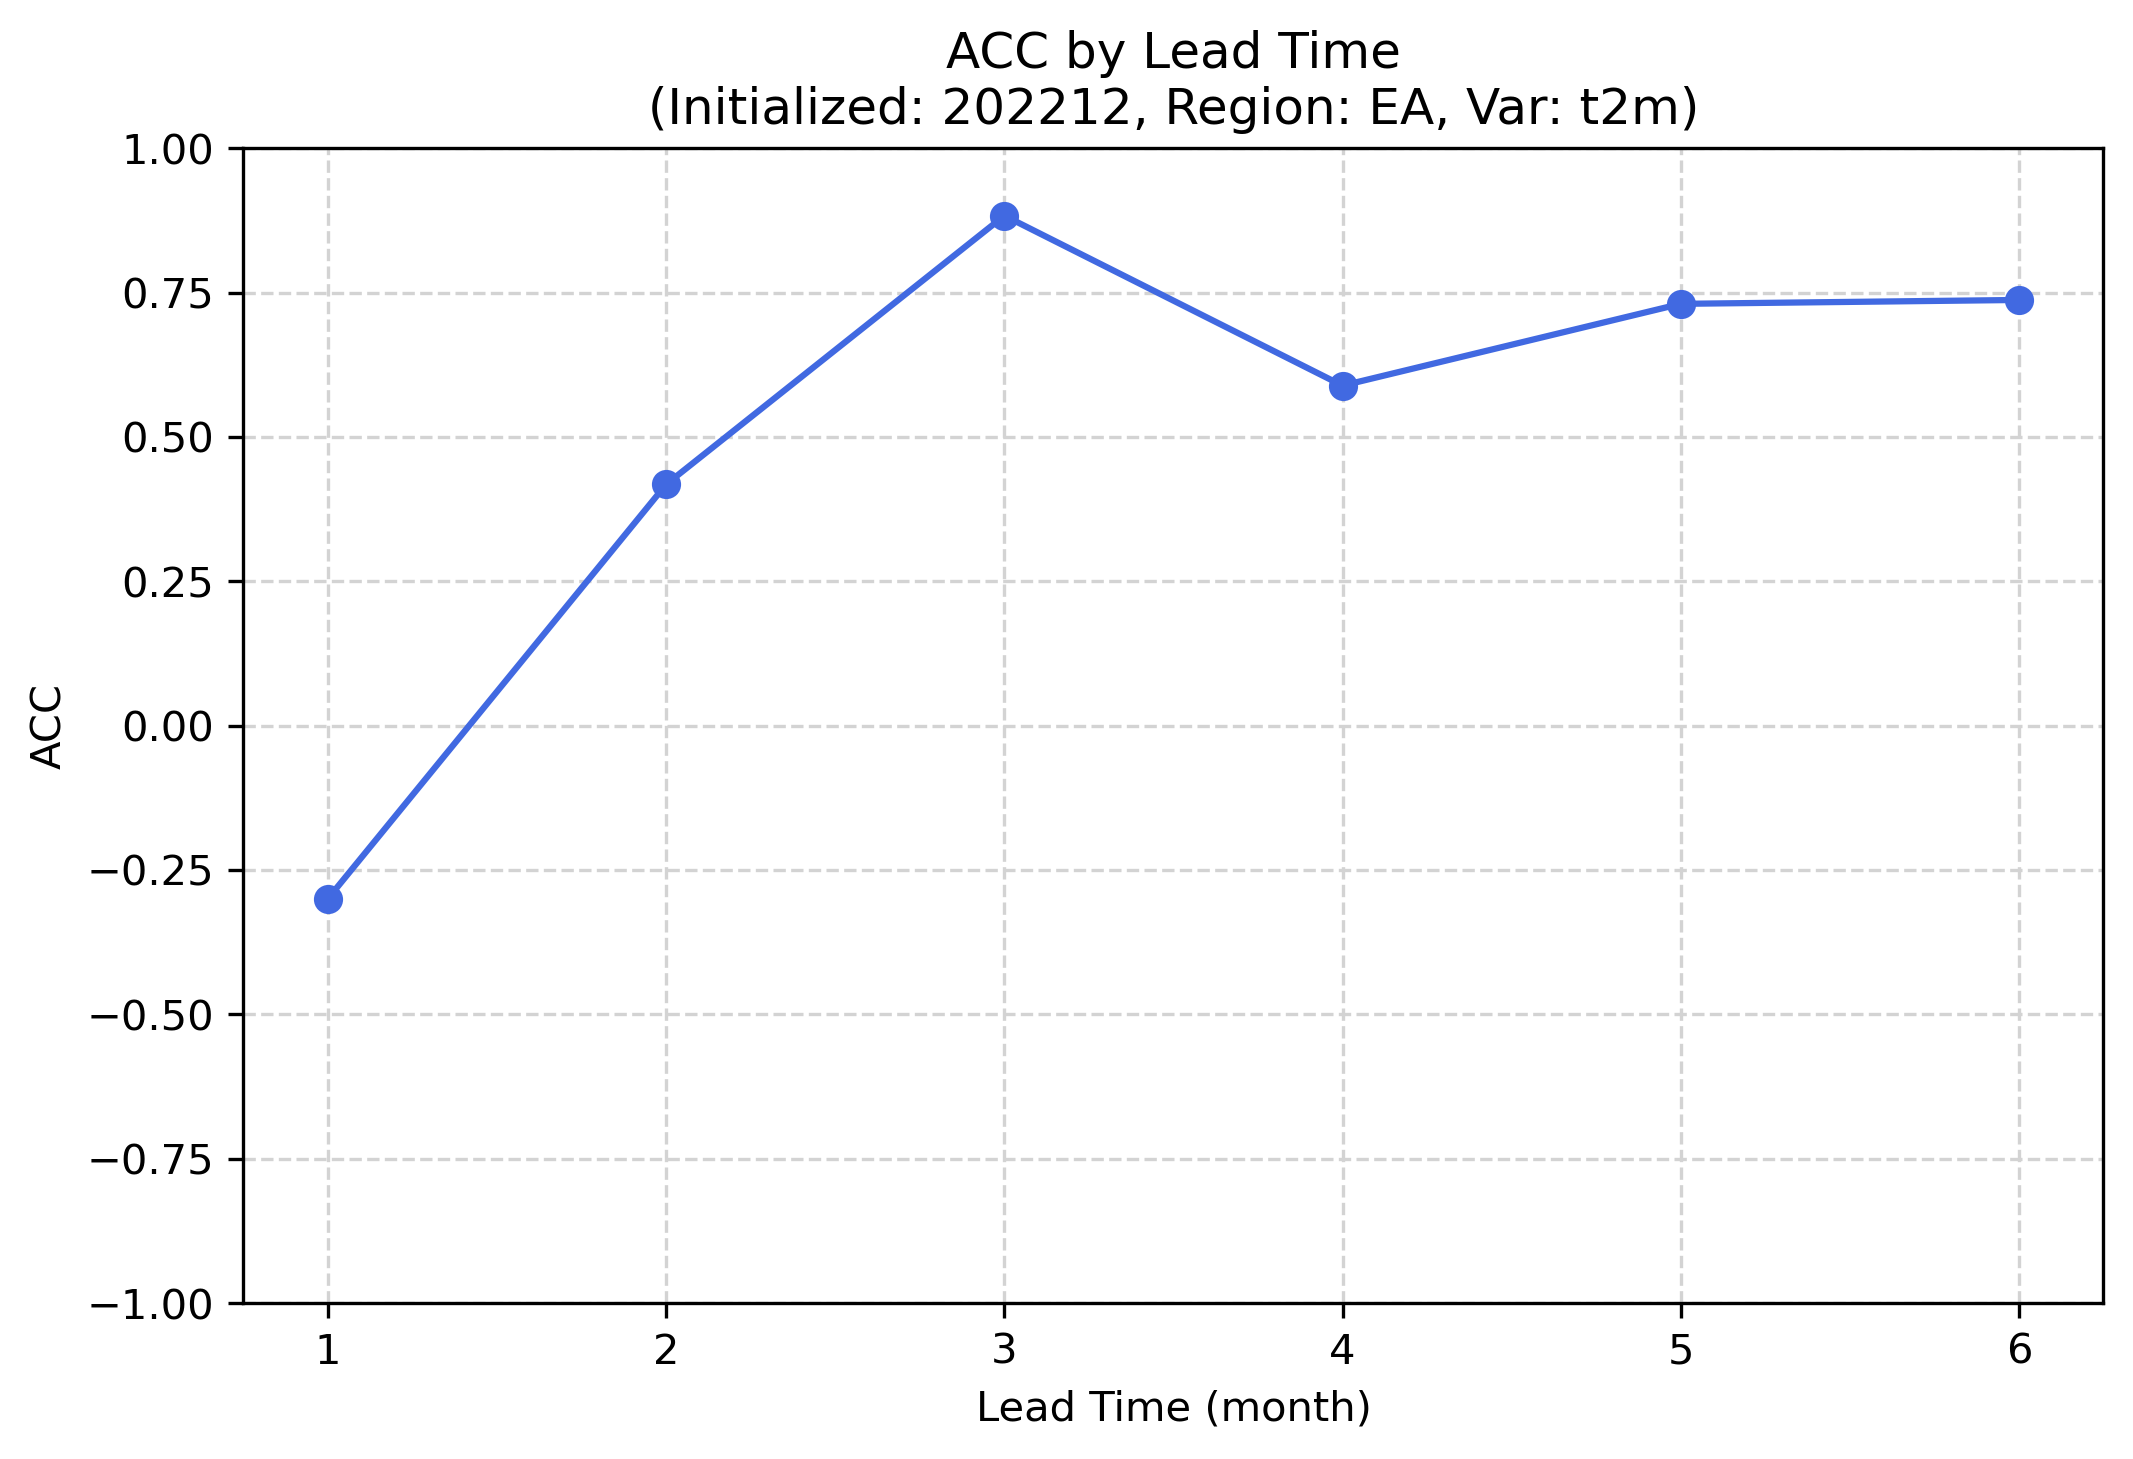 ACC by Lead Time
(Initialized: 202212, Region: EA, Var: t2m)
1.00
0.75
0.50
0.25
0.00
−0.25
−0.50
−0.75
−1.00
ACC
1 2 3 4 5 6
Lead Time (month)